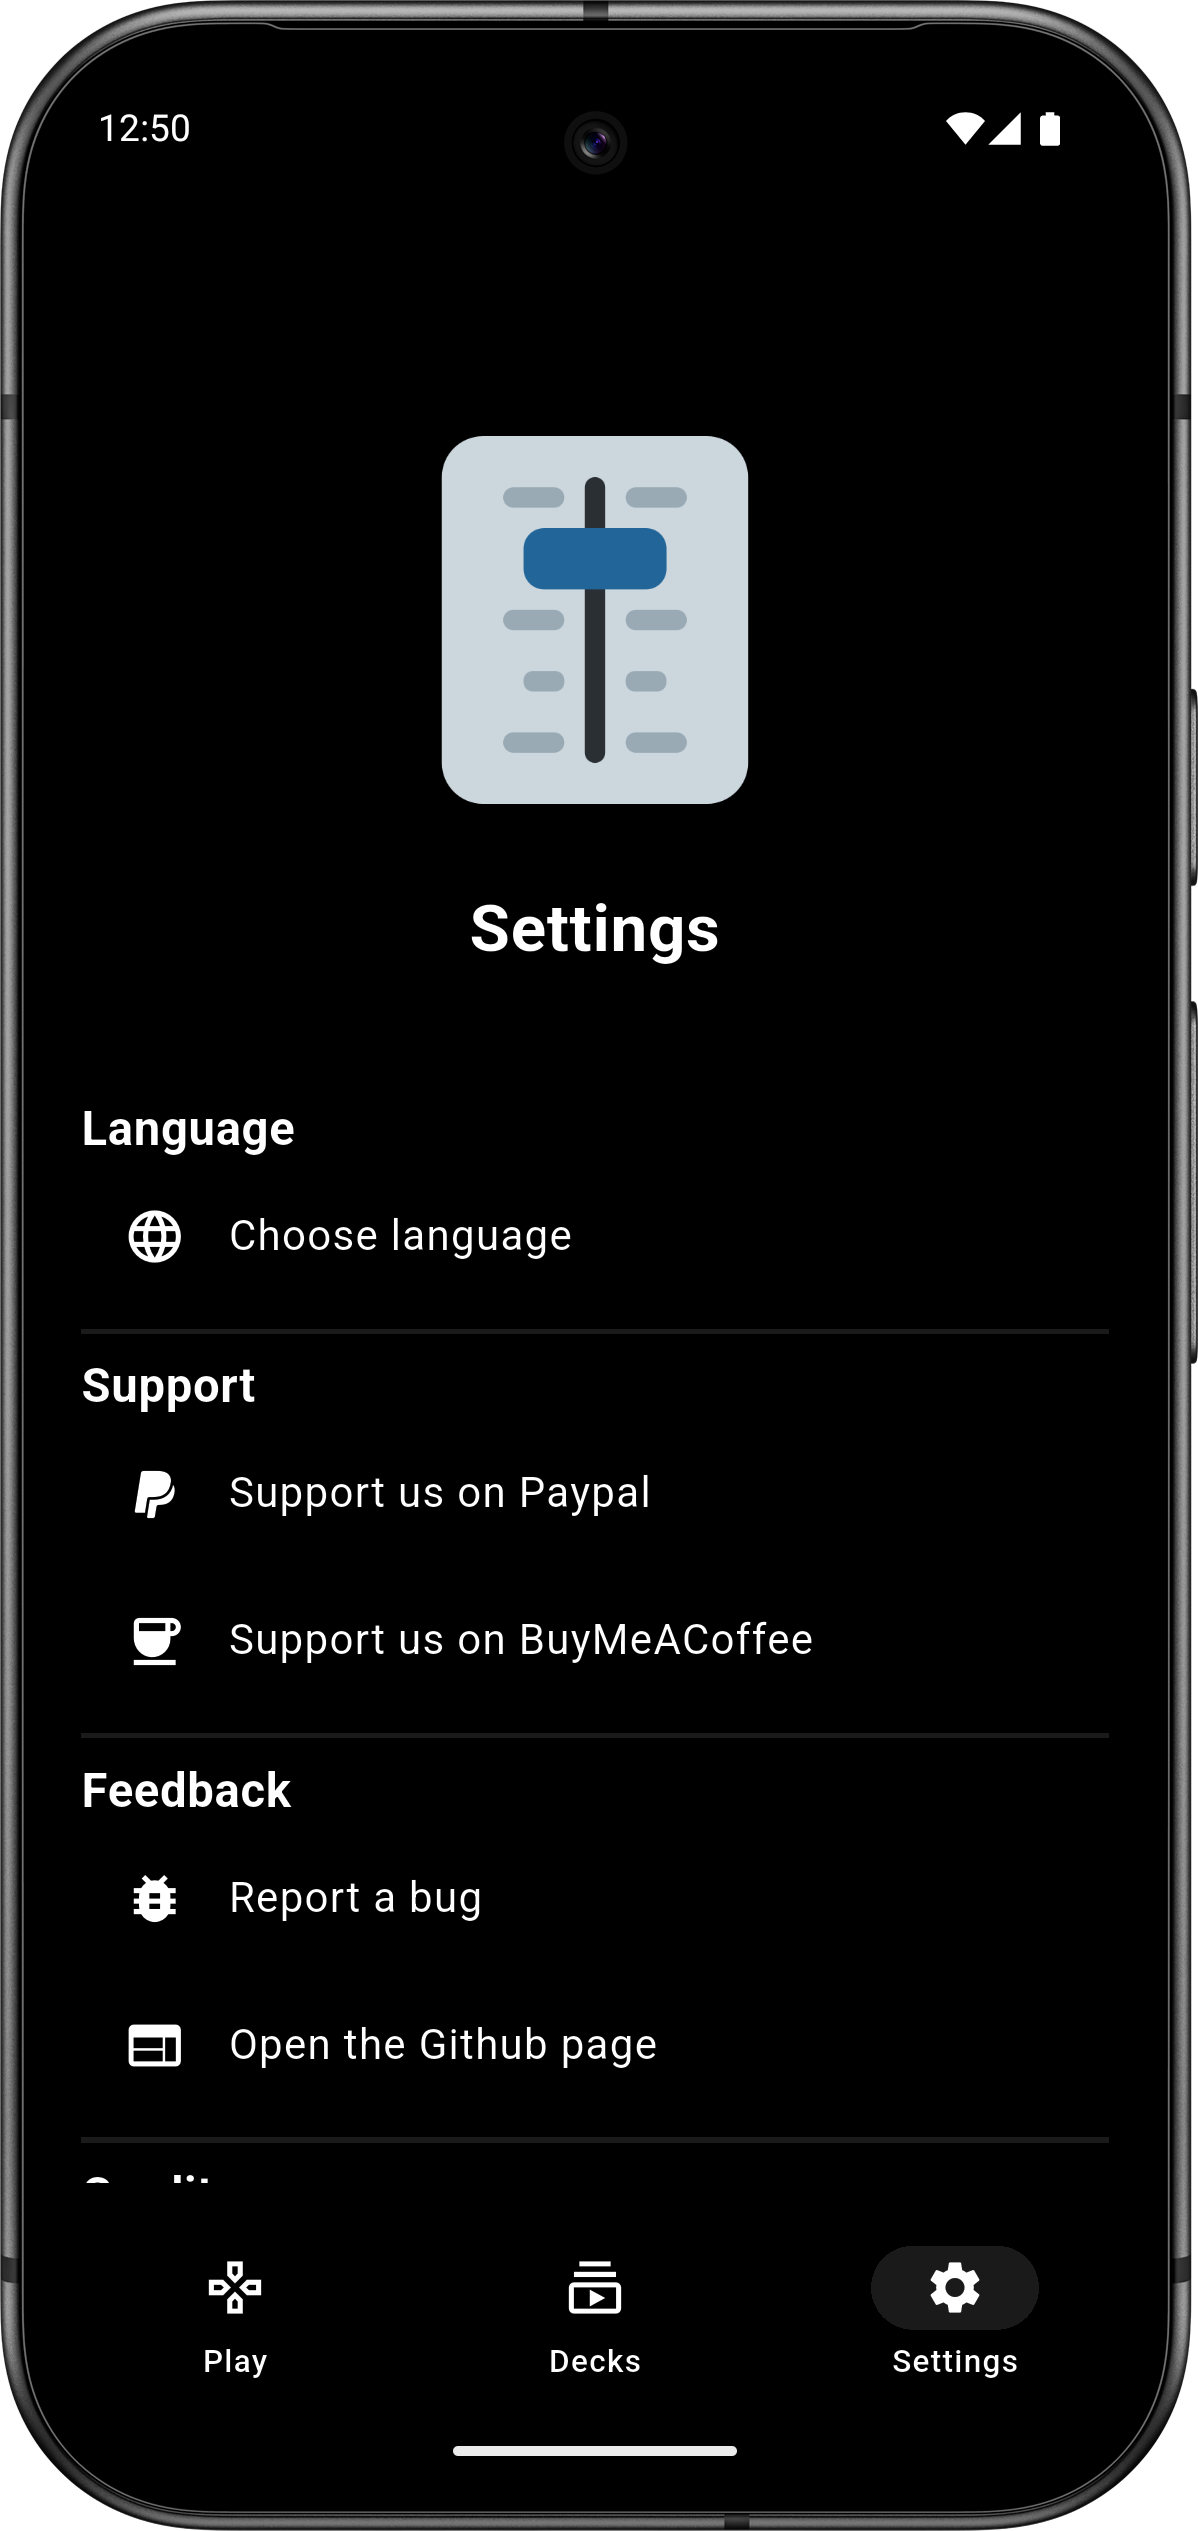 12:50
Settings
Language
Choose language
Support
Support us on Paypal
Support us on BuyMeACoffee
Feedback
Report a bug
Open the Github page
Play
Decks
Settings